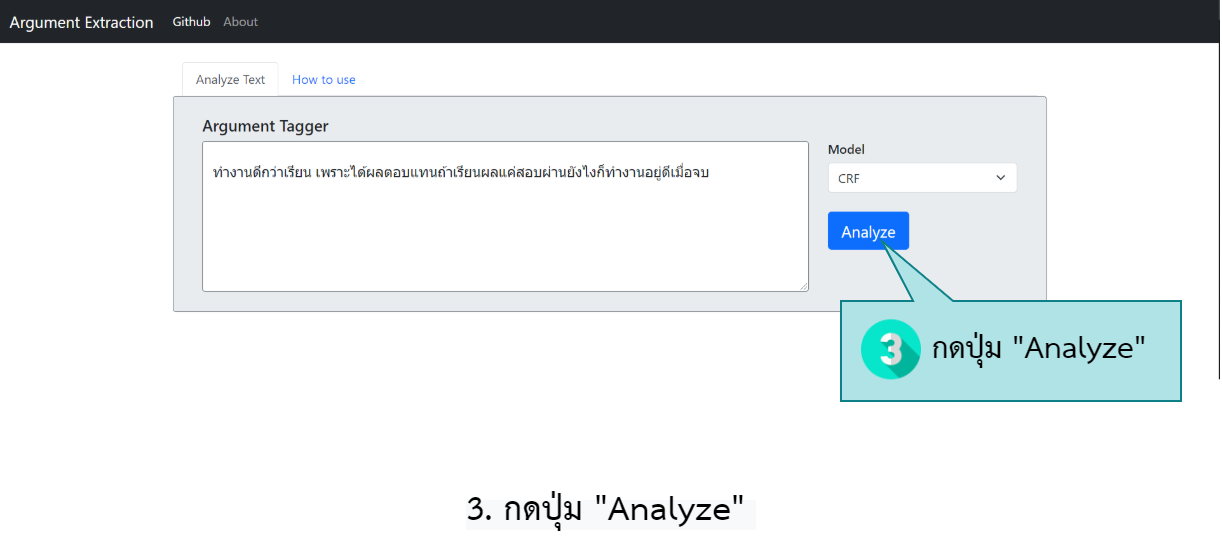 Argument Extraction Github About
Analyze Text How to use
Argument Tagger
Model
ทำงานดีกว่าเรียน เพราะได้ผลตอบแทนถ้าเรียนผลแค่สอบผ่านยังไงก็ทำงานอยู่ดีเมื่อจบ
CRF
Analyze
3 กดปุ่ม "Analyze"
3. กดปุ่ม "Analyze"